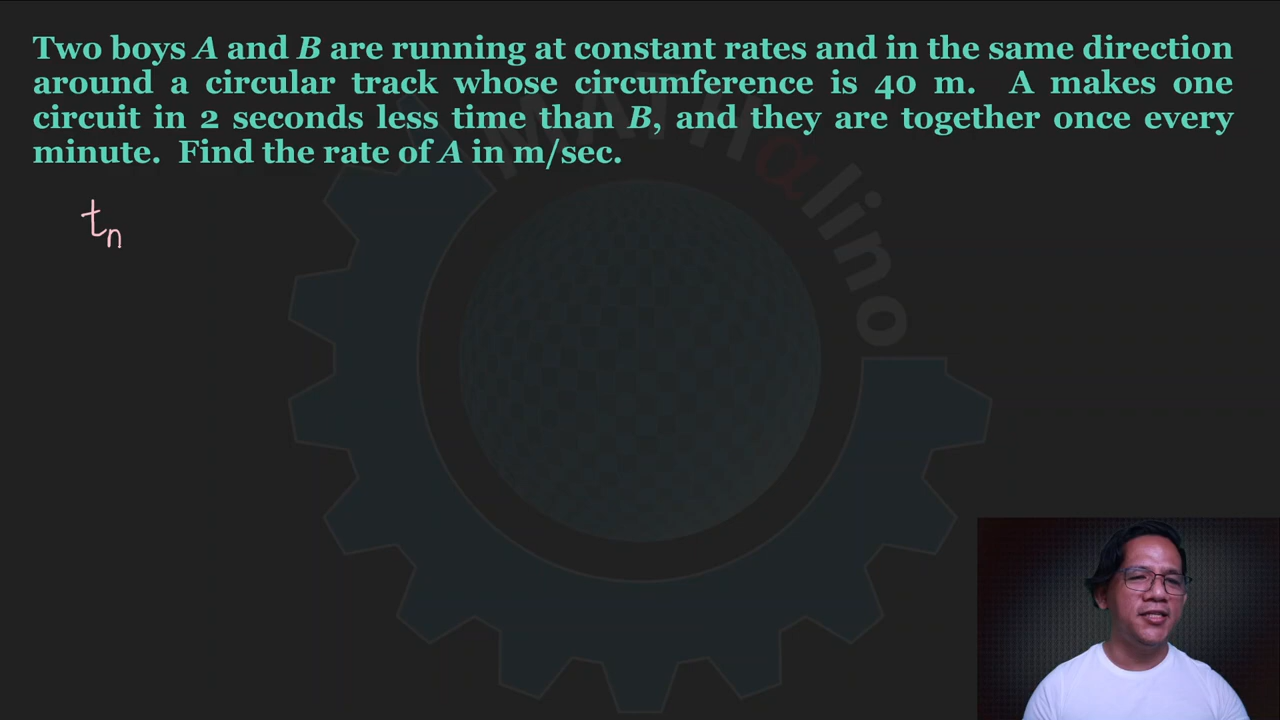 Two boys A and B are running at constant rates and in the same direction
around a circular track whose circumference is 40 m. A makes one
circuit in 2 seconds less time than B, and they are together once every
minute. Find the rate of A in m/sec.
tn
MATHalino